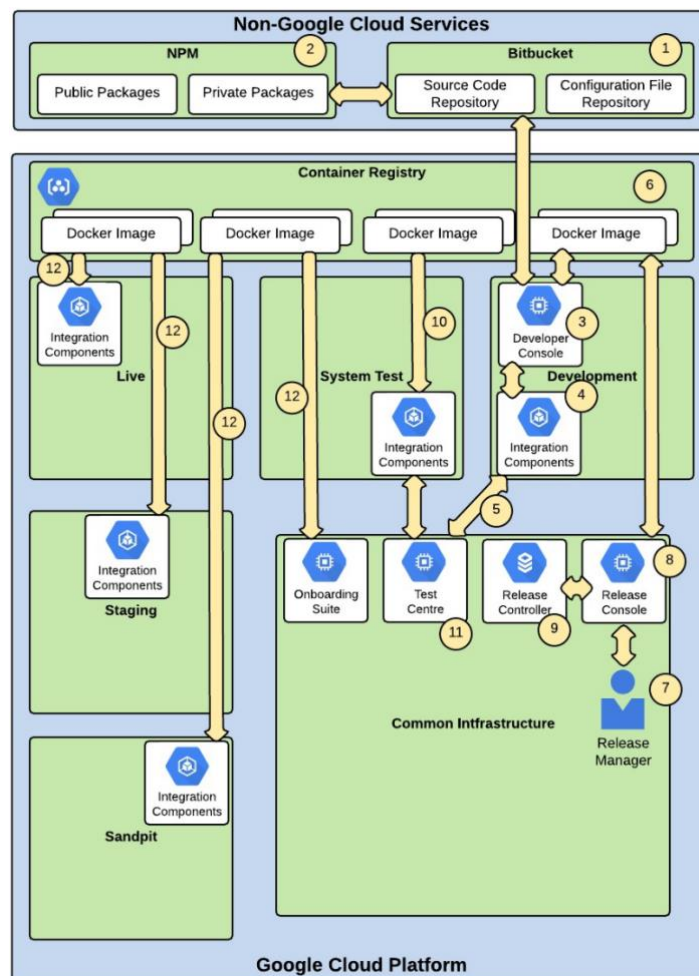 Non-Google Cloud Services
NPM
2
Bitbucket
1
Public Packages
Private Packages
Source Code
Repository
Configuration File
Repository
Container Registry
6
Docker Image
Docker Image
Docker Image
Docker Image
12
Integration
Components
Live
12
12
System Test
10
12
Integration
Components
Developer
Console
3
Development
4
Integration
Components
5
Integration
Components
Staging
Onboarding
Suite
Test
Centre
11
Release
Controller
9
Release
Console
8
7
Release
Manager
Common Intfrastructure
Integration
Components
Sandpit
Google Cloud Platform